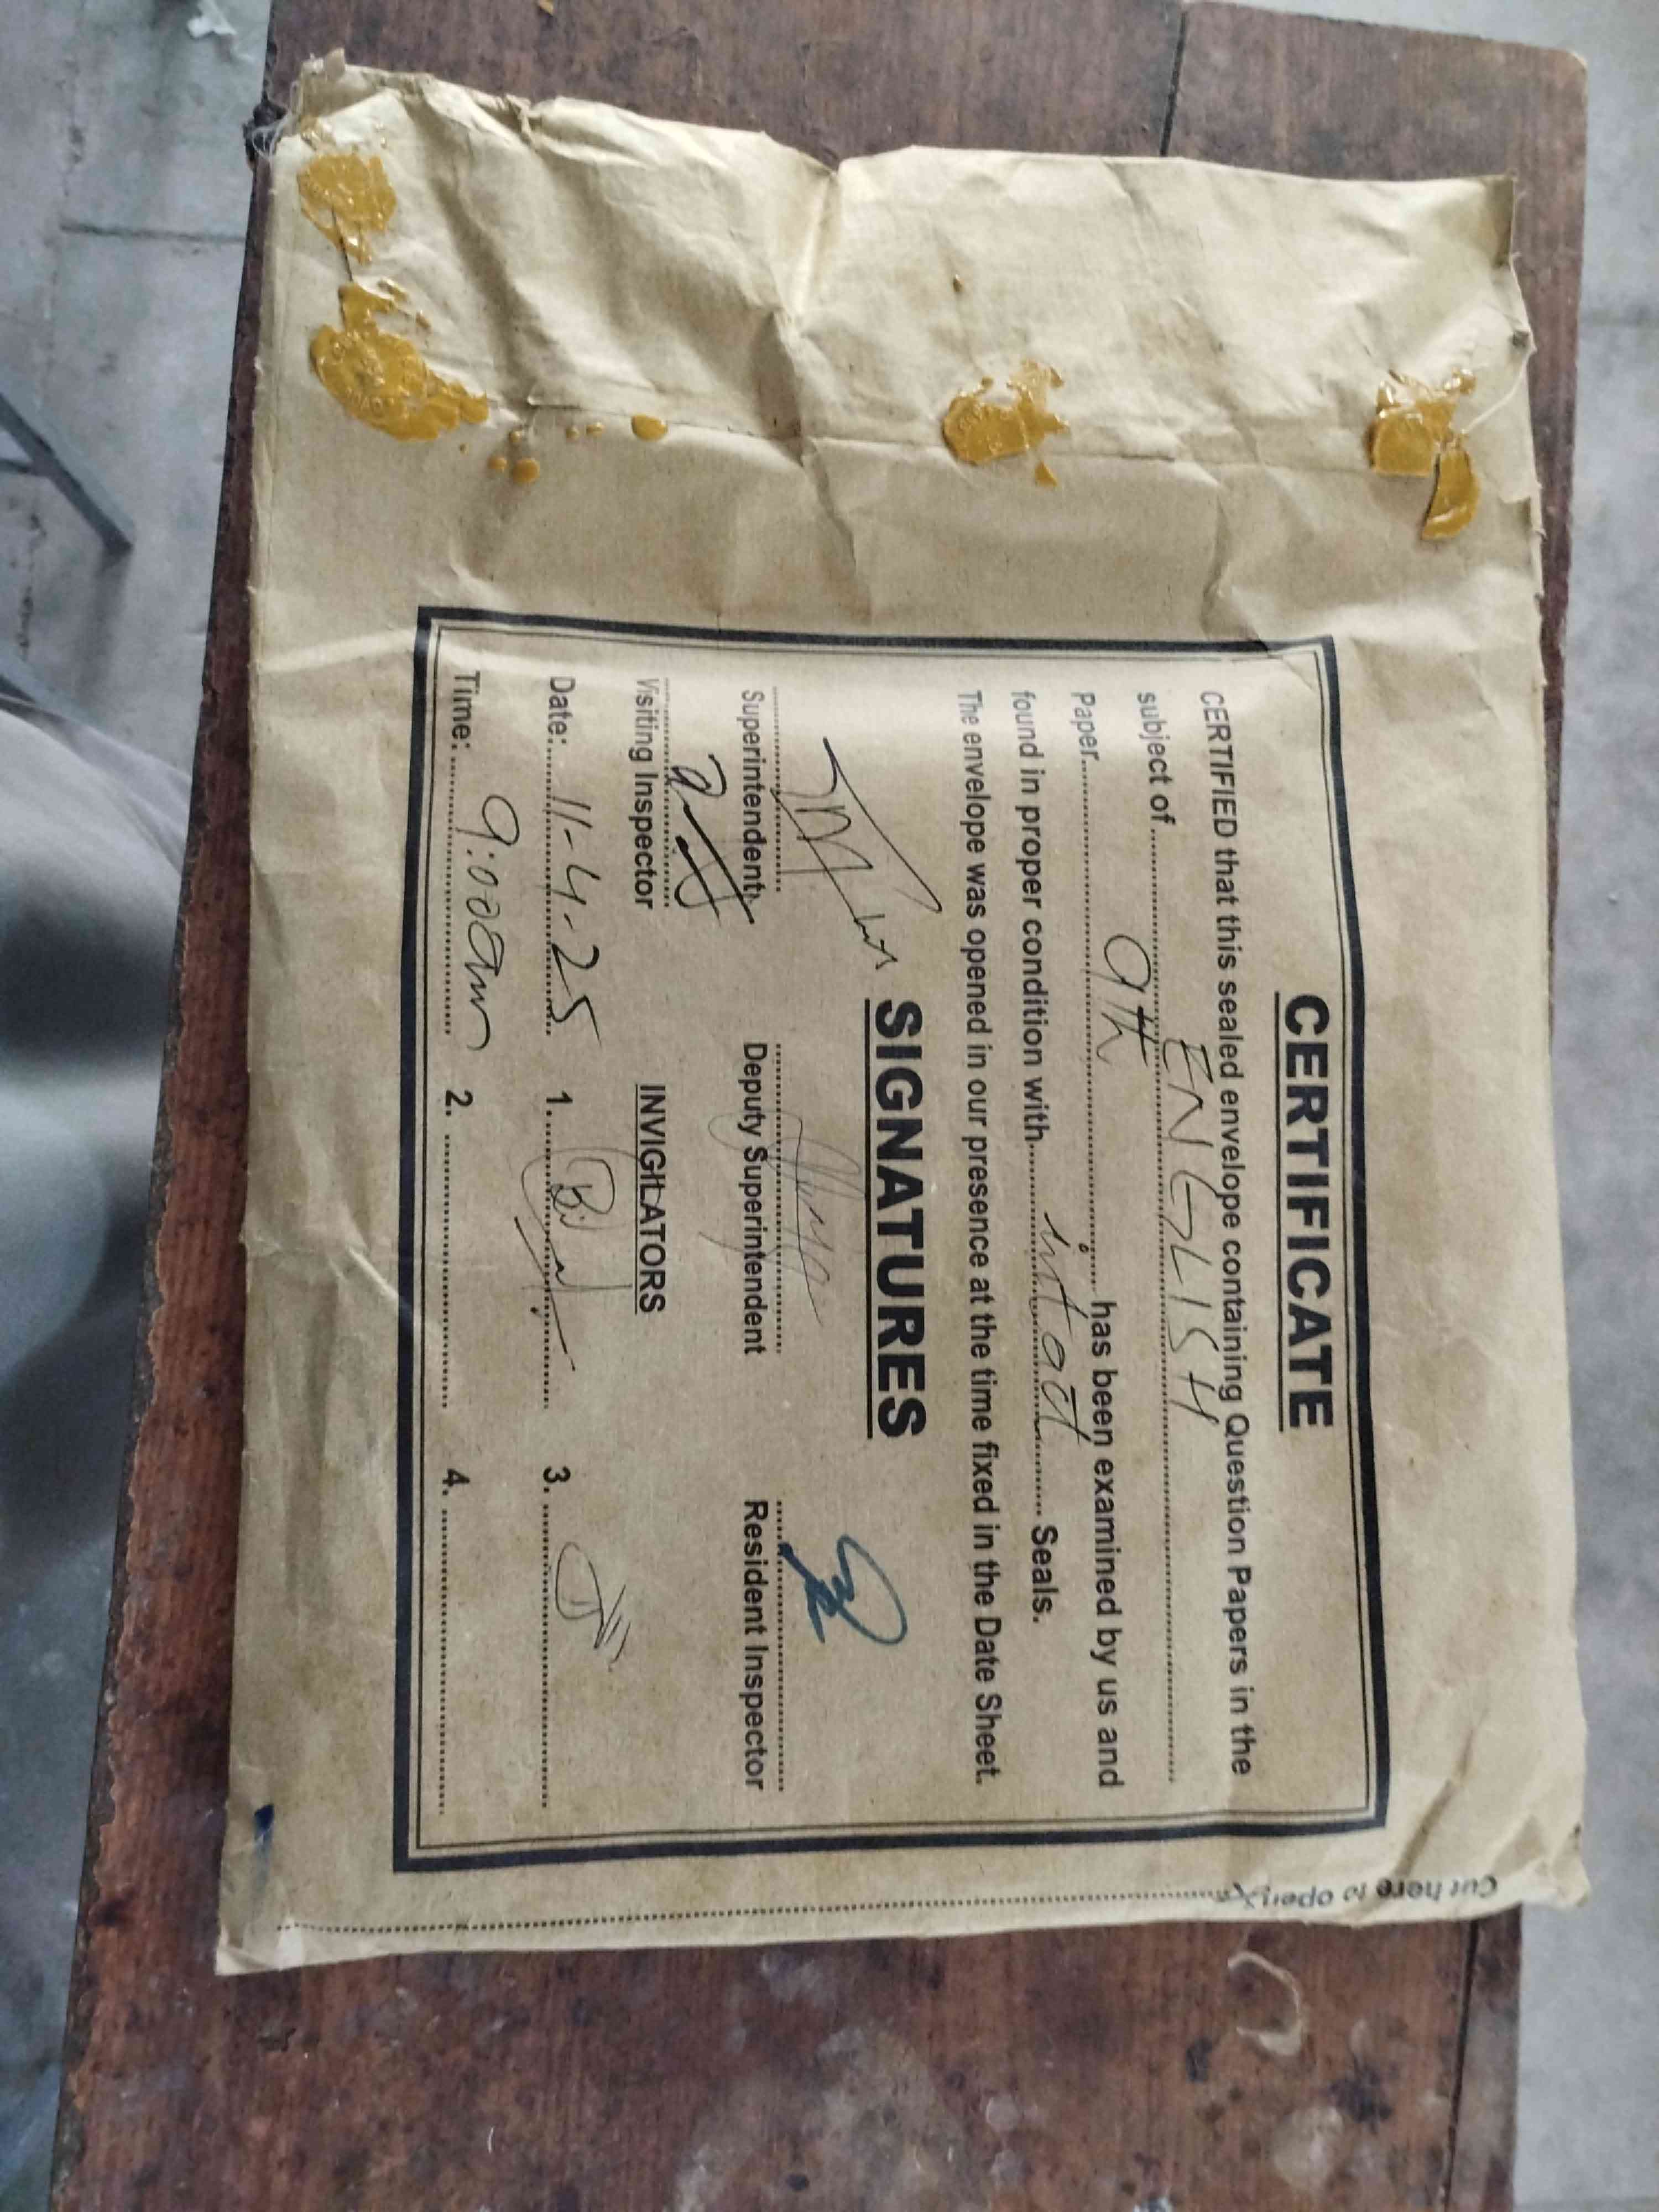 CERTIFICATE
CERTIFIED that this sealed envelope containing Question Papers in the
subject of ENGLISH
Paper 9th has been examined by us and
found in proper condition with intact Seals.
The envelope was opened in our presence at the time fixed in the Date Sheet.
SIGNATURES
Superintendent Deputy Superintendent Resident Inspector
Visiting Inspector INVIGILATORS
Date: 11-4-25 1. 3.
Time: 9:00am 2. 4.
Cut here to open